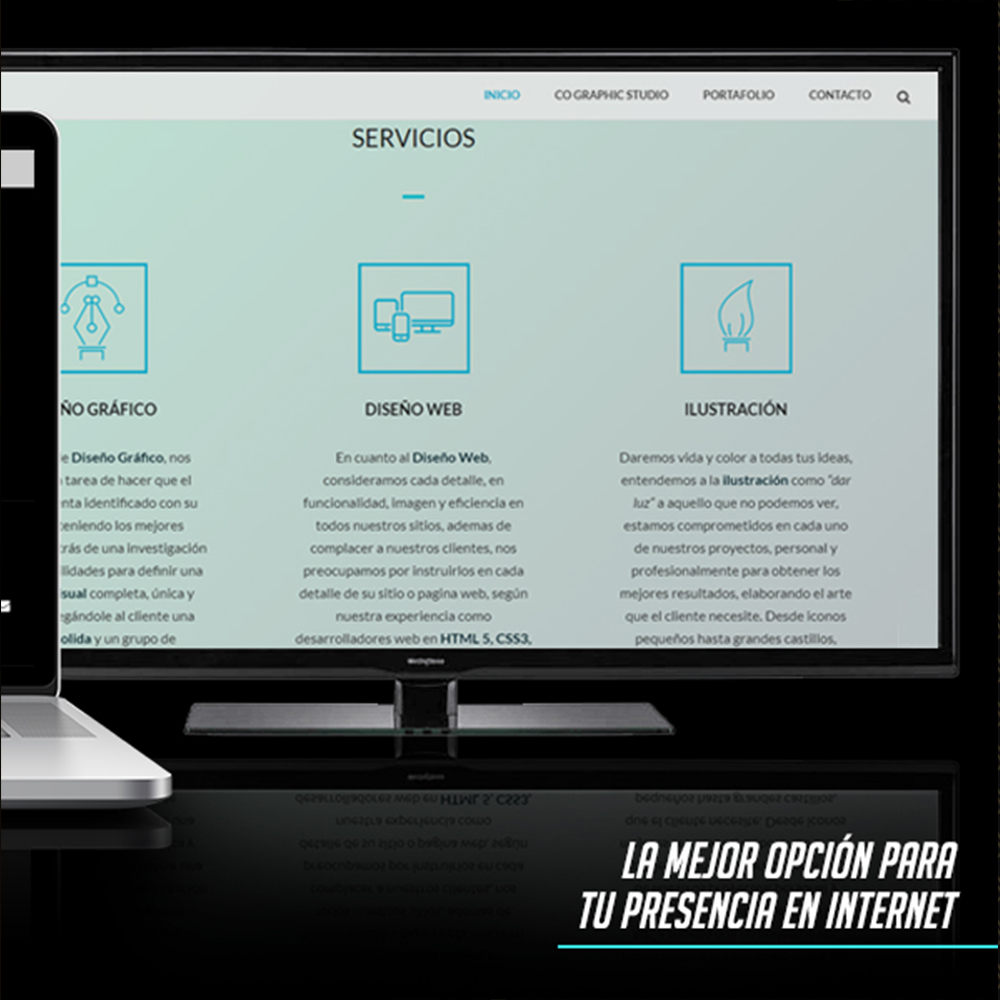 INICIO CO GRAPHIC STUDIO PORTAFOLIO CONTACTO
SERVICIOS
ÑO GRÁFICO
e Diseño Gráfico, nos
tarea de hacer que el
nta identificado con su
teniendo los mejores
trás de una investigación
ilidades para definir una
sual completa, única y
egándole al cliente una
olida y un grupo de
DISEÑO WEB
En cuanto al Diseño Web,
consideramos cada detalle, en
funcionalidad, imagen y eficiencia en
todos nuestros sitios, ademas de
complacer a nuestros clientes, nos
preocupamos por instruirlos en cada
detalle de su sitio o pagina web, según
nuestra experiencia como
desarrolladores web en HTML 5, CSS3,
ILUSTRACIÓN
Daremos vida y color a todas tus ideas,
entendemos a la ilustración como "dar
luz" a aquello que no podemos ver,
estamos comprometidos en cada uno
de nuestros proyectos, personal y
profesionalmente para obtener los
mejores resultados, elaborando el arte
que el cliente necesite. Desde iconos
pequeños hasta grandes castillos,
LA MEJOR OPCIÓN PARA
TU PRESENCIA EN INTERNET